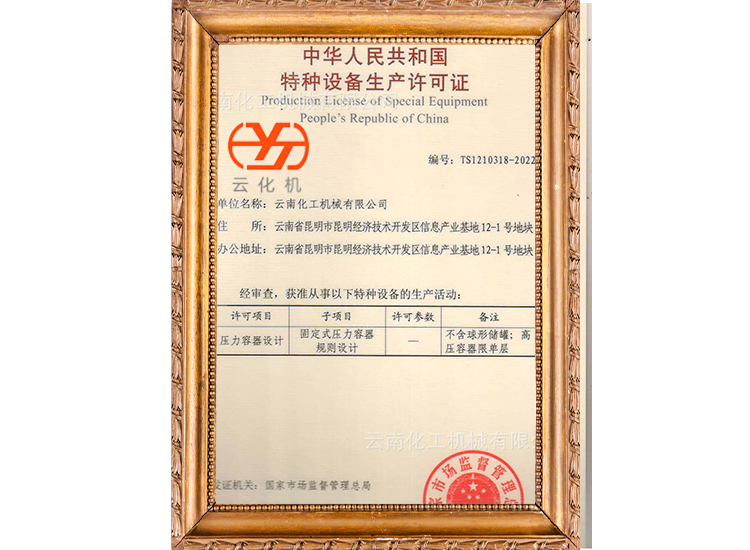 中华人民共和国
特种设备生产许可证
Production License of Special Equipment
People's Republic of China
编号：TS1210318-2022
云化机
单位名称：云南化工机械有限公司
住　　所：云南省昆明市昆明经济技术开发区信息产业基地12-1号地块
办公地址：云南省昆明市昆明经济技术开发区信息产业基地12-1号地块
经审查，获准从事以下特种设备的生产活动：
许可项目 子项目 许可参数 备注
压力容器设计 固定式压力容器规则设计 — 不含球形储罐；高压容器限单层
云南化工机械有限
发证机关：国家市场监督管理总局
家市场监督管理总